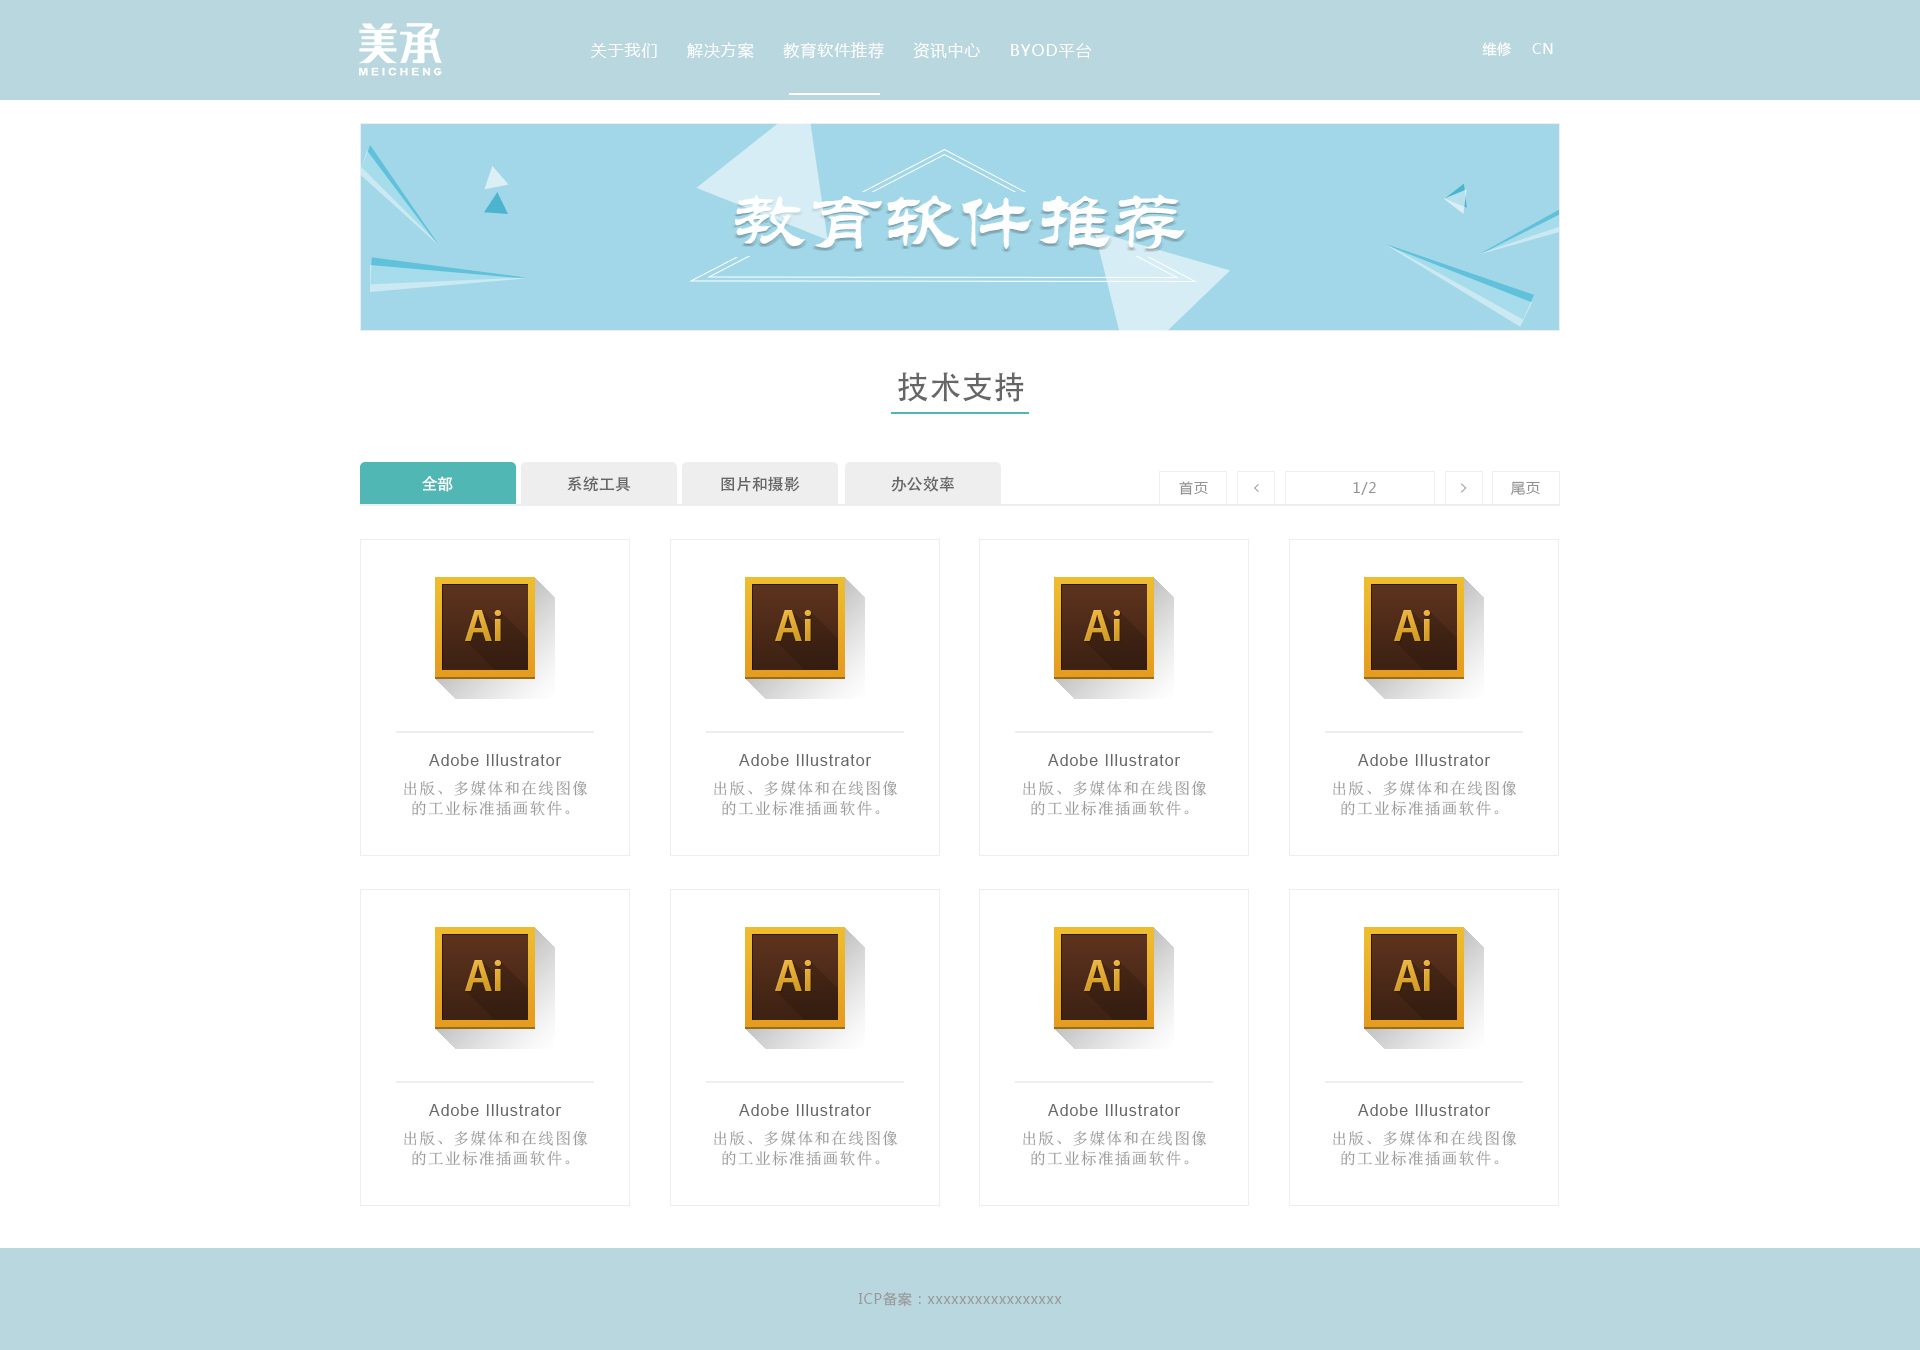 美承
MEICHENG
关于我们 解决方案 教育软件推荐 资讯中心 BYOD平台
维修 CN
教育软件推荐
技术支持
全部 系统工具 图片和摄影 办公效率
首页 < 1/2 > 尾页
Ai Ai Ai Ai
Adobe Illustrator Adobe Illustrator Adobe Illustrator Adobe Illustrator
出版、多媒体和在线图像 出版、多媒体和在线图像 出版、多媒体和在线图像 出版、多媒体和在线图像
的工业标准插画软件。 的工业标准插画软件。 的工业标准插画软件。 的工业标准插画软件。
Ai Ai Ai Ai
Adobe Illustrator Adobe Illustrator Adobe Illustrator Adobe Illustrator
出版、多媒体和在线图像 出版、多媒体和在线图像 出版、多媒体和在线图像 出版、多媒体和在线图像
的工业标准插画软件。 的工业标准插画软件。 的工业标准插画软件。 的工业标准插画软件。
ICP备案：xxxxxxxxxxxxxxxxx